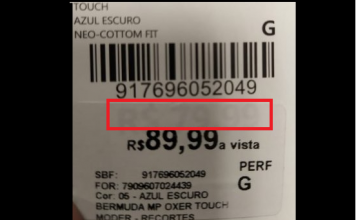 TOUCH
AZUL ESCURO
NEO-COTTOM FIT G
917696052049
R$89,99 a vista
PERF
SBF: 917696052049 G
FOR: 7909607024439
Cor: 05 - AZUL ESCURO
BERMUDA MP OXER TOUCH
MODER - RECORTES